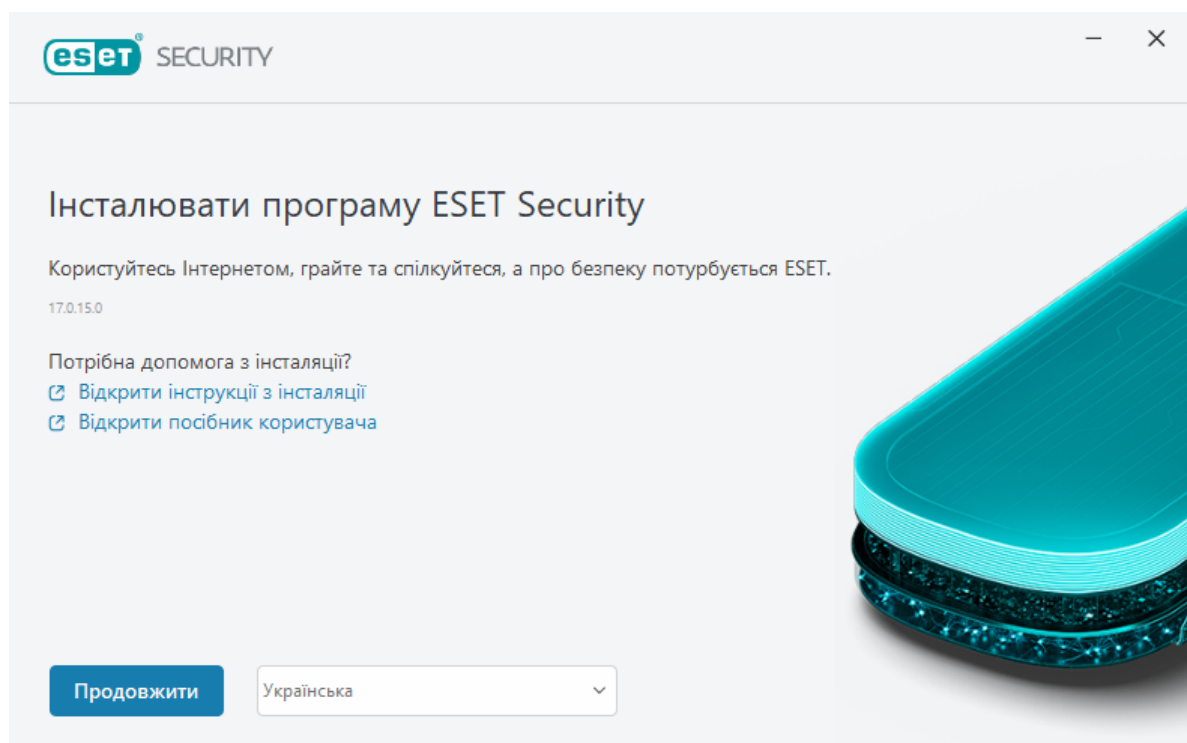 eset® SECURITY
Інсталювати програму ESET Security
Користуйтесь Інтернетом, грайте та спілкуйтеся, а про безпеку потурбується ESET.
17.0.15.0
Потрібна допомога з інсталяції?
Відкрити інструкції з інсталяції
Відкрити посібник користувача
Продовжити
Українська